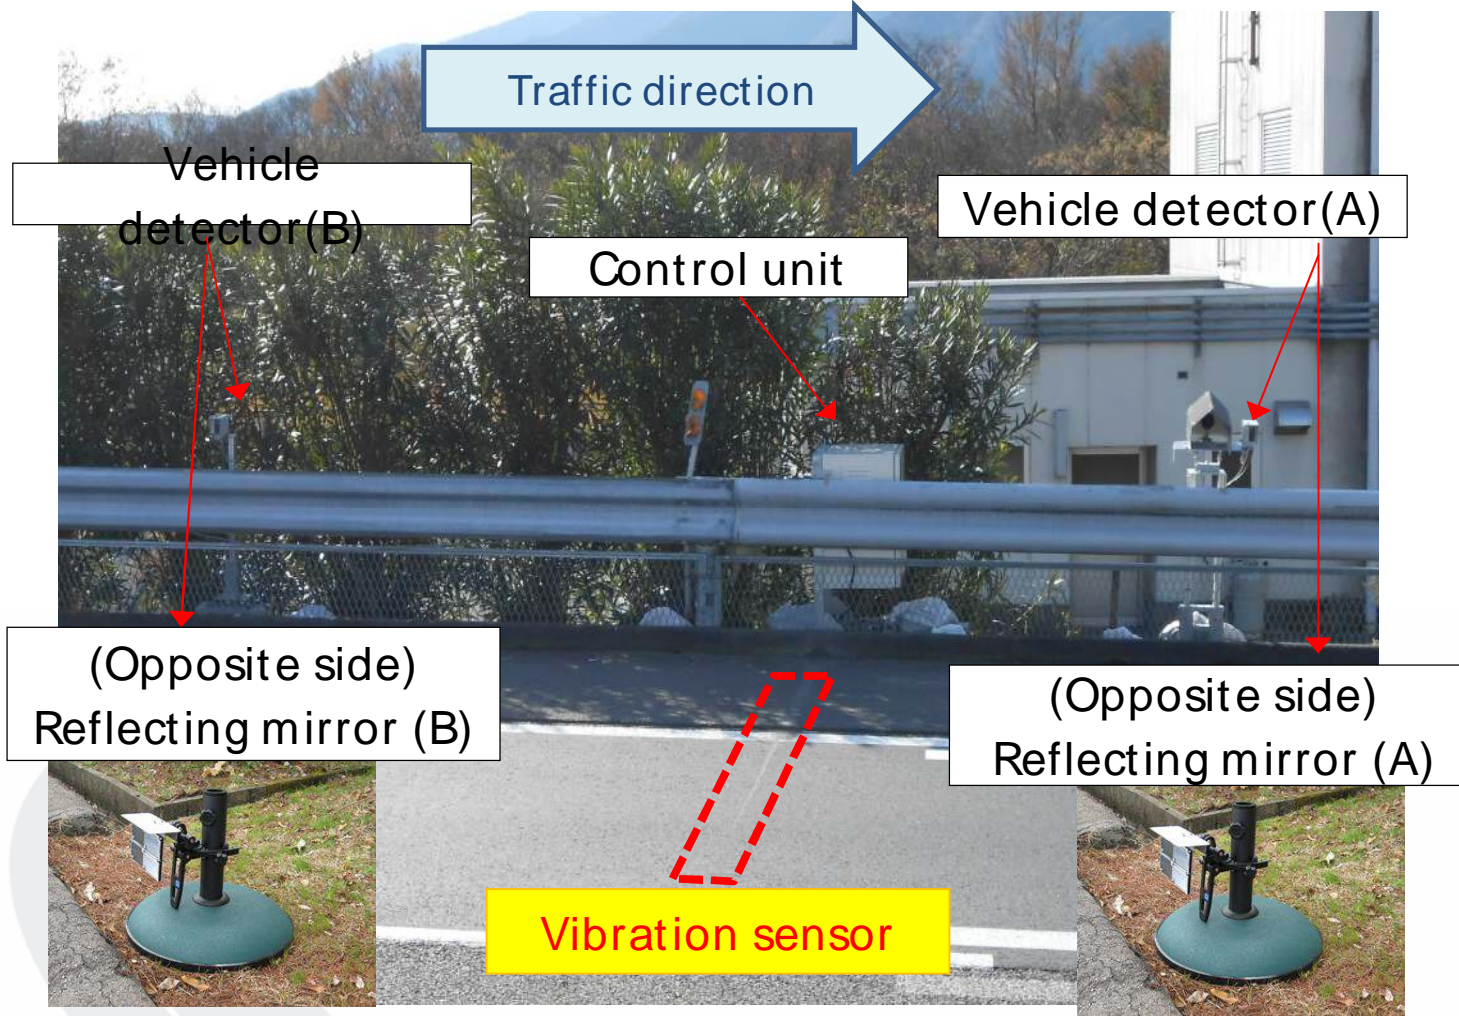 Traffic direction
Vehicle
detector(B)
Vehicle detector(A)
Control unit
(Opposite side)
Reflecting mirror (B)
(Opposite side)
Reflecting mirror (A)
Vibration sensor